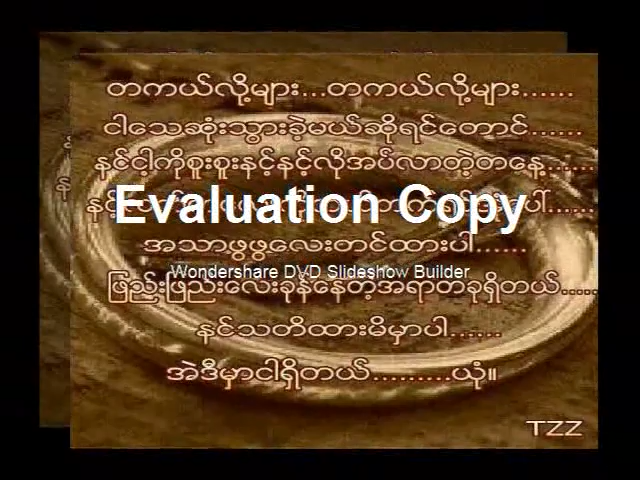 တကယ်လို့များ...တကယ်လို့များ......
ငါသေဆုံးသွားခဲ့မယ်ဆိုရင်တောင်......
နင်ငါ့ကိုစူးစူးနင့်နင့်လိုအပ်လာတဲ့တနေ့......
Evaluation Copy
အသာဖွဖွလေးတင်ထားပါ......
Wondershare DVD Slideshow Builder
ဖြည်းဖြည်းလေးခုန်နေတဲ့အရာတခုရှိတယ်.....
နင်သတိထားမိမှာပါ......
အဲဒီမှာငါရှိတယ်.........ယုံ။
TZZ